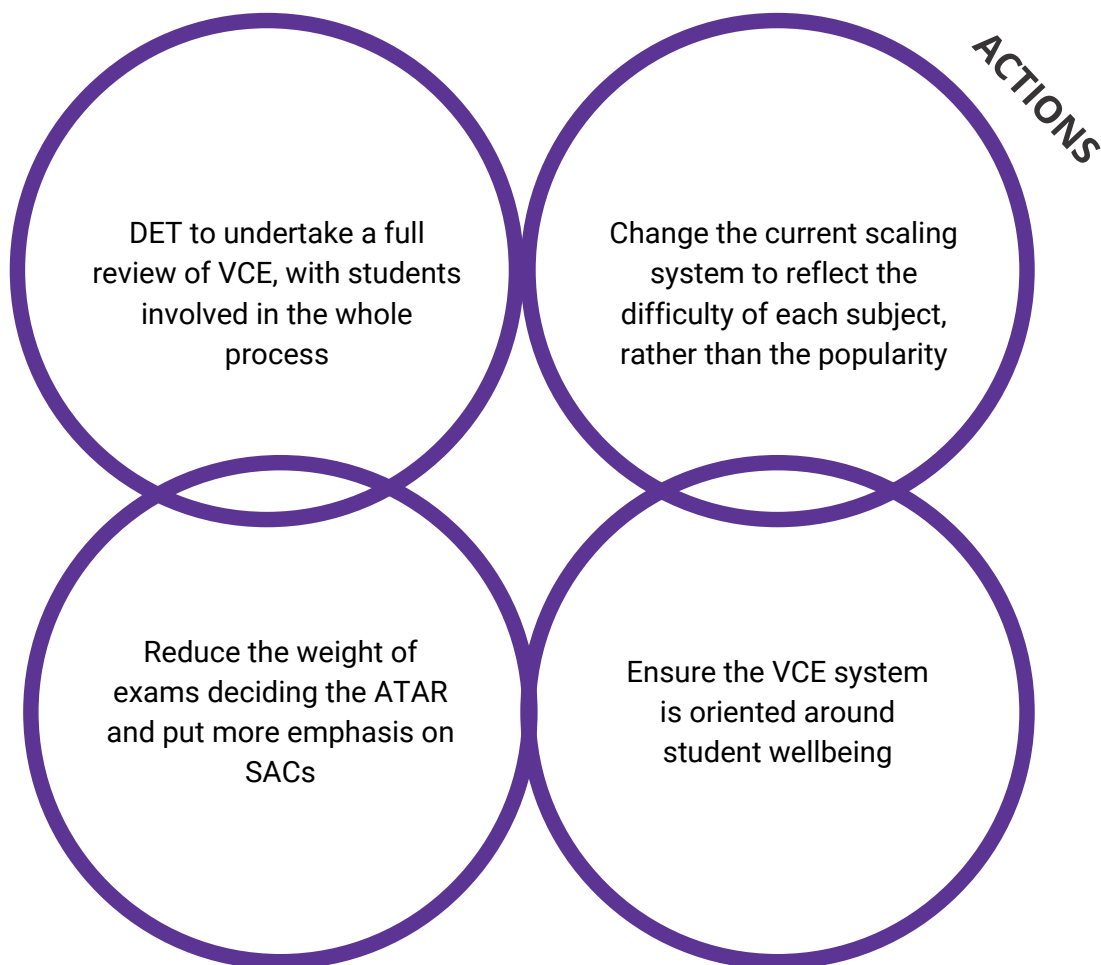 ACTIONS
DET to undertake a full
review of VCE, with students
involved in the whole
process
Change the current scaling
system to reflect the
difficulty of each subject,
rather than the popularity
Reduce the weight of
exams deciding the ATAR
and put more emphasis on
SACs
Ensure the VCE system
is oriented around
student wellbeing